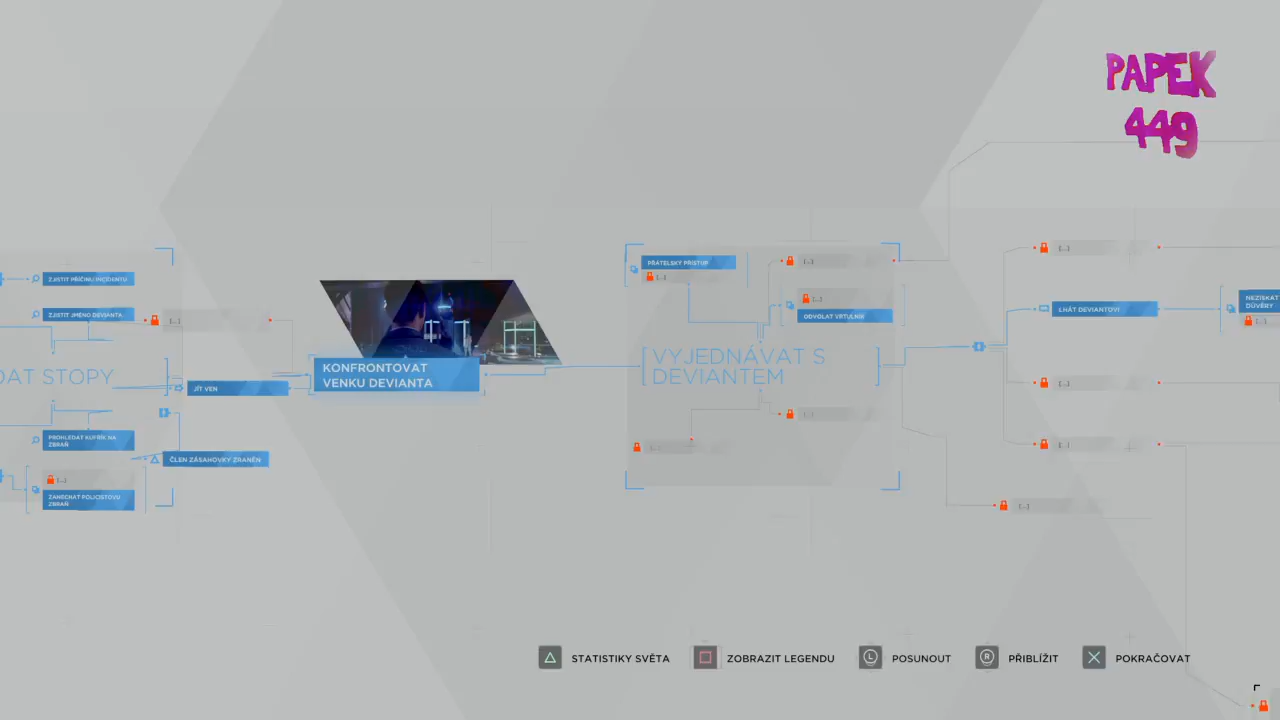 PAPEK
449
ZJISTIT PŘÍČINU INCIDENTU
ZJISTIT JMÉNO DEVIANTA
[...]
DAT STOPY
JÍT VEN
PROHLEDAT KUFŘÍK NA
ZBRAŇ
ČLEN ZÁSAHOVKY ZRANĚN
[...]
ZANECHAT POLICISTOVU
ZBRAŇ
KONFRONTOVAT
VENKU DEVIANTA
PŘÁTELSKÝ PŘÍSTUP
[...]
[...]
[...]
ODVOLAT VRTULNÍK
VYJEDNÁVAT S
DEVIANTEM
[...]
[...]
[...]
LHÁT DEVIANTOVI
NEZÍSKAT
DŮVĚRY
[...]
[...]
[...]
[...]
STATISTIKY SVĚTA
ZOBRAZIT LEGENDU
L
POSUNOUT
R
PŘIBLÍŽIT
POKRAČOVAT